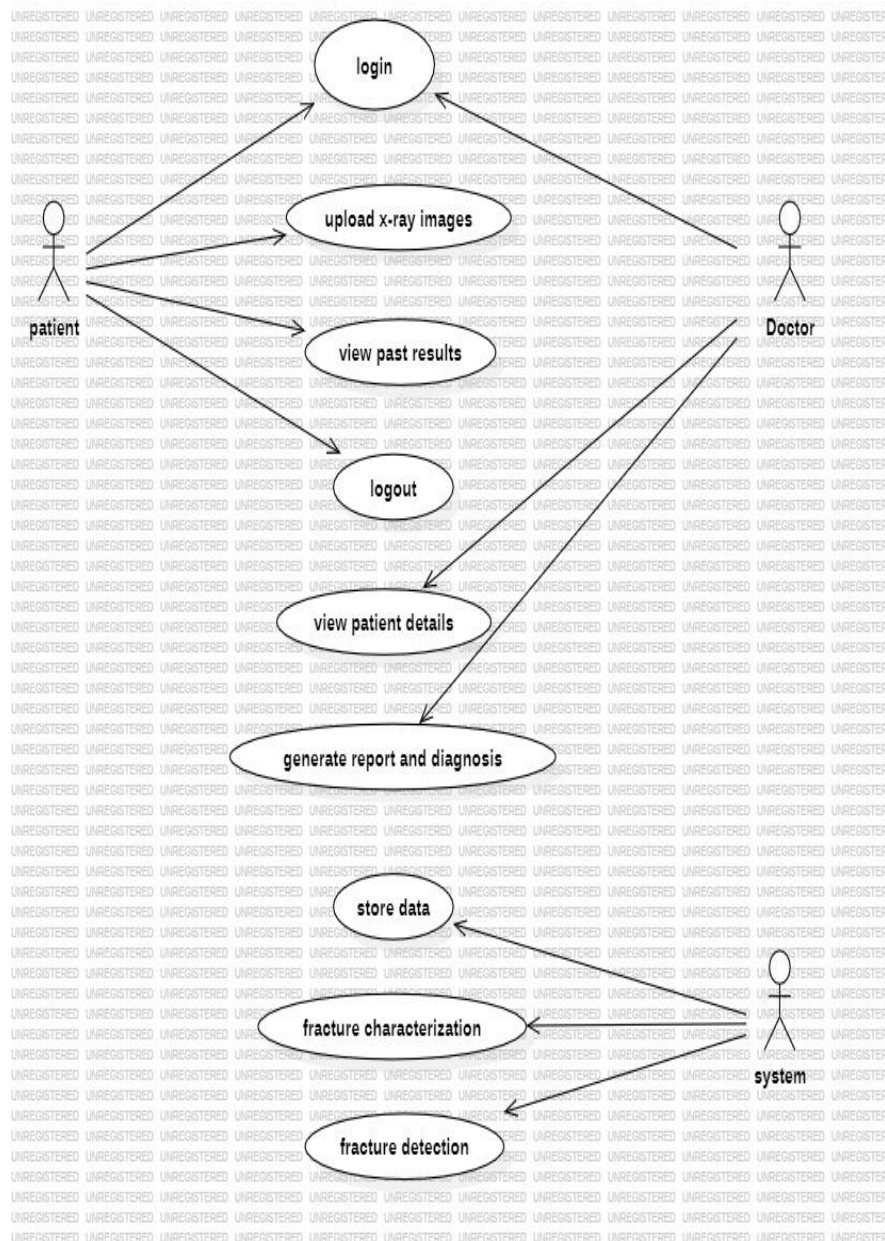 UNREGISTERED
login
upload x-ray images
patient
Doctor
view past results
logout
view patient details
generate report and diagnosis
store data
fracture characterization
system
fracture detection